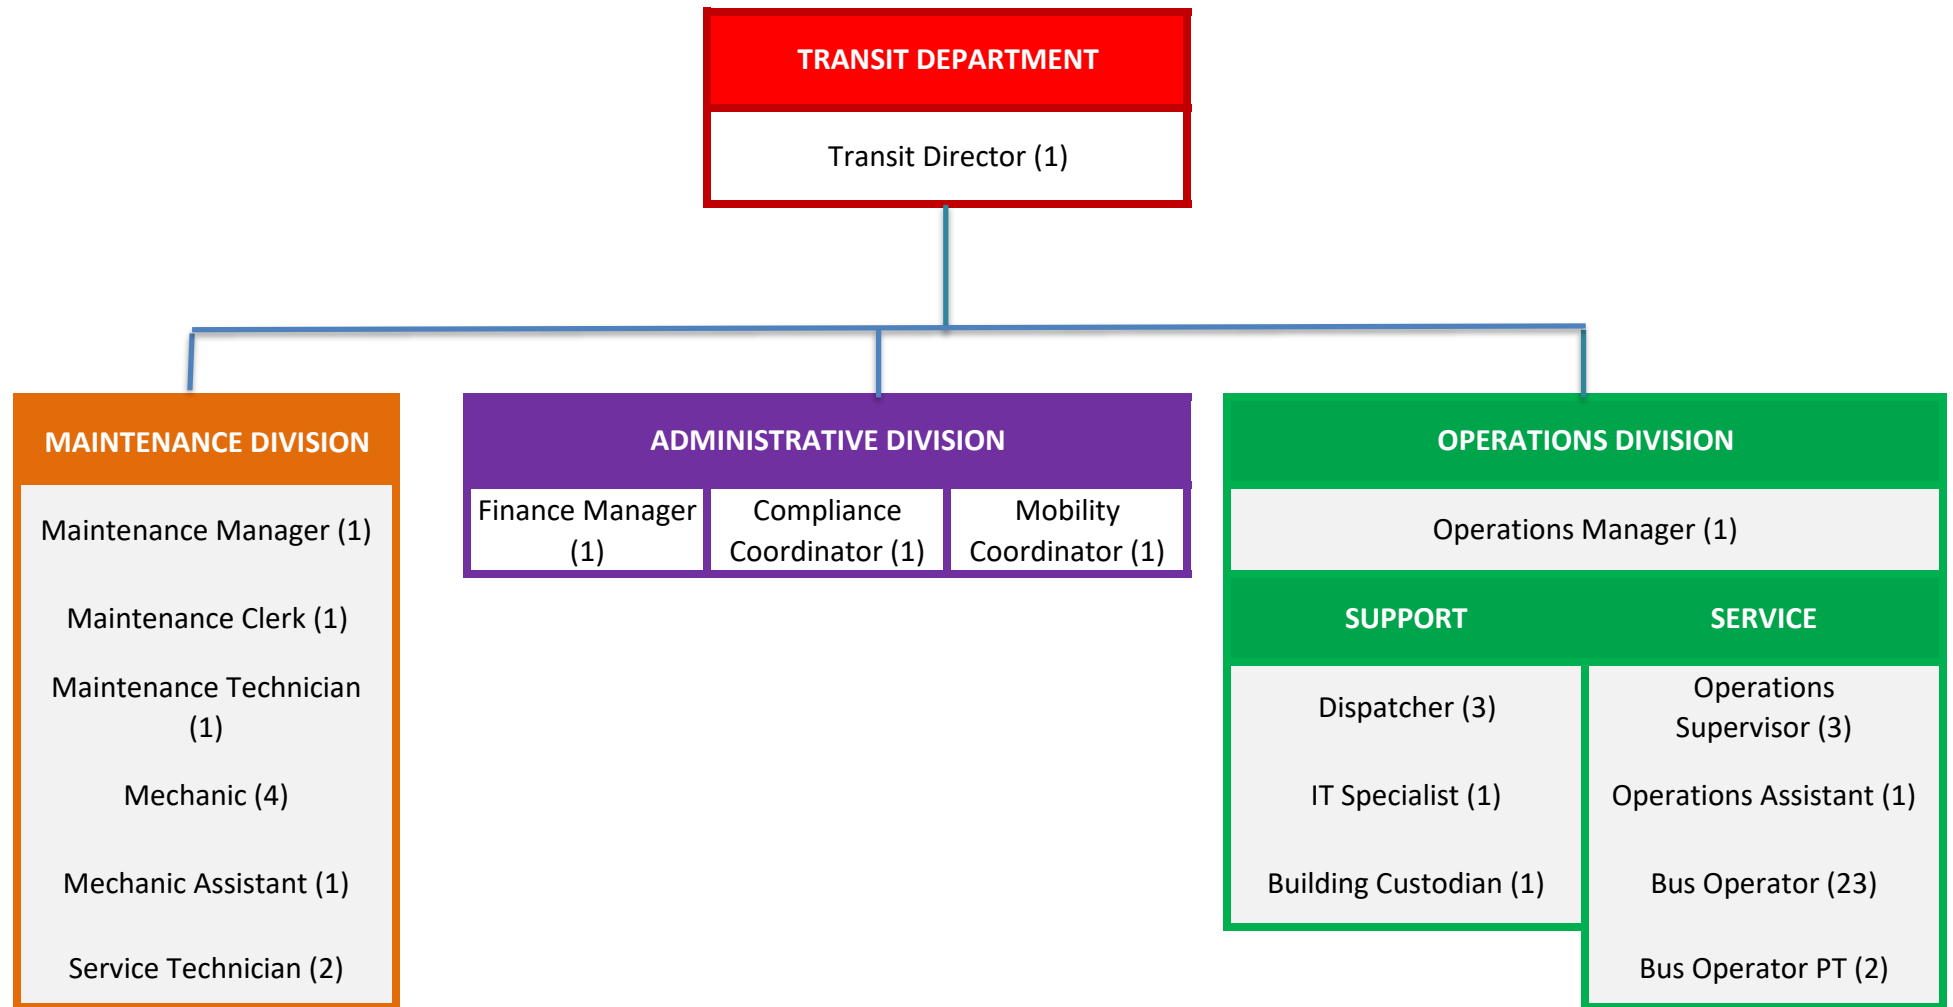 TRANSIT DEPARTMENT
Transit Director (1)
MAINTENANCE DIVISION
Maintenance Manager (1)
Maintenance Clerk (1)
Maintenance Technician
(1)
Mechanic (4)
Mechanic Assistant (1)
Service Technician (2)
ADMINISTRATIVE DIVISION
Finance Manager
(1)
Compliance
Coordinator (1)
Mobility
Coordinator (1)
OPERATIONS DIVISION
Operations Manager (1)
SUPPORT
Dispatcher (3)
IT Specialist (1)
Building Custodian (1)
SERVICE
Operations
Supervisor (3)
Operations Assistant (1)
Bus Operator (23)
Bus Operator PT (2)